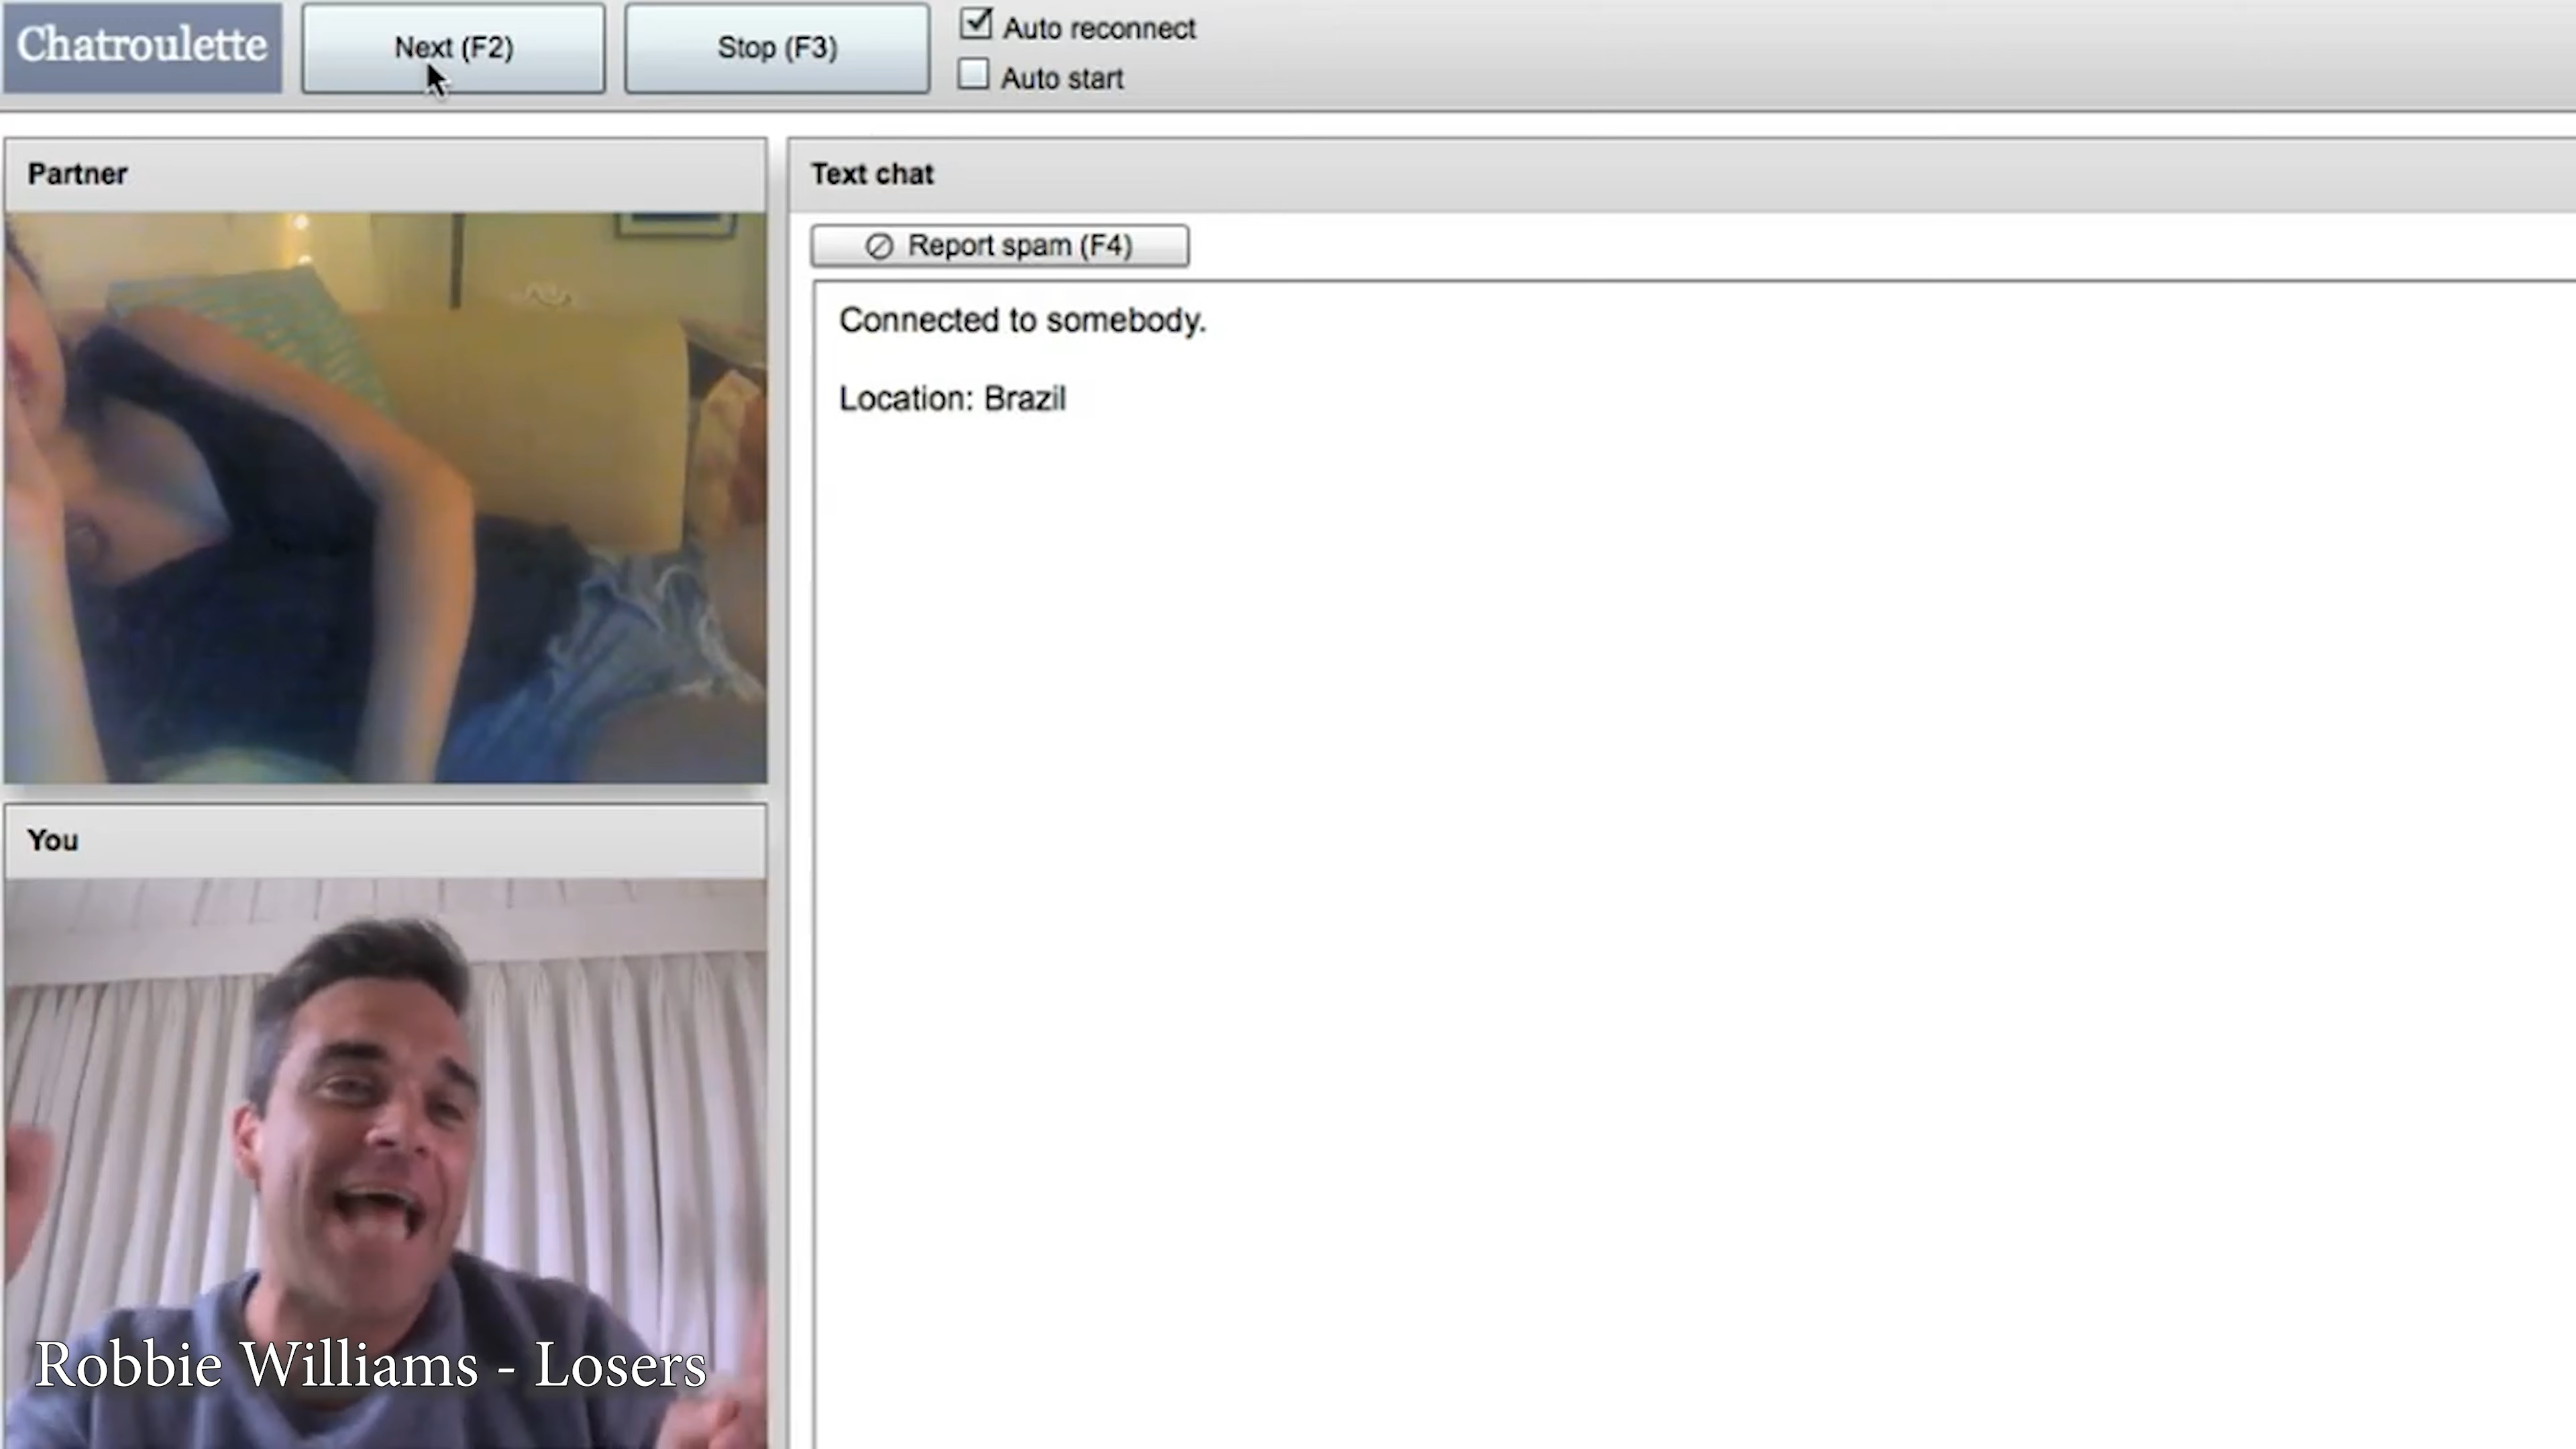 Chatroulette
Next (F2)
Stop (F3)
Auto reconnect
Auto start
Partner
Text chat
Report spam (F4)
Connected to somebody.
Location: Brazil
You
Robbie Williams - Losers